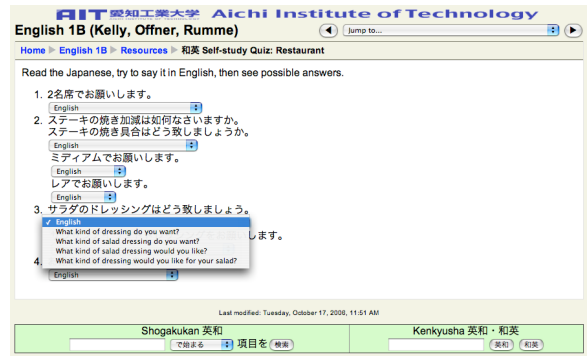 AIT 愛知工業大学 Aichi Institute of Technology
English 1B (Kelly, Offner, Rumme)
Jump to...
Home ▶ English 1B ▶ Resources ▶ 和英 Self-study Quiz: Restaurant
Read the Japanese, try to say it in English, then see possible answers.
1. 2名席でお願いします。
English
2. ステーキの焼き加減は如何なさいますか。
ステーキの焼き具合はどう致しましょうか。
English
ミディアムでお願いします。
English
レアでお願いします。
English
3. サラダのドレッシングはどう致しましょう。
✓ English
What kind of dressing do you want?
What kind of salad dressing do you want?
What kind of salad dressing would you like?
What kind of dressing would you like for your salad?
します。
4.
English
Last modified: Tuesday, October 17, 2006, 11:51 AM
Shogakukan 英和
で始まる 項目を 検索
Kenkyusha 英和・和英
英和 和英